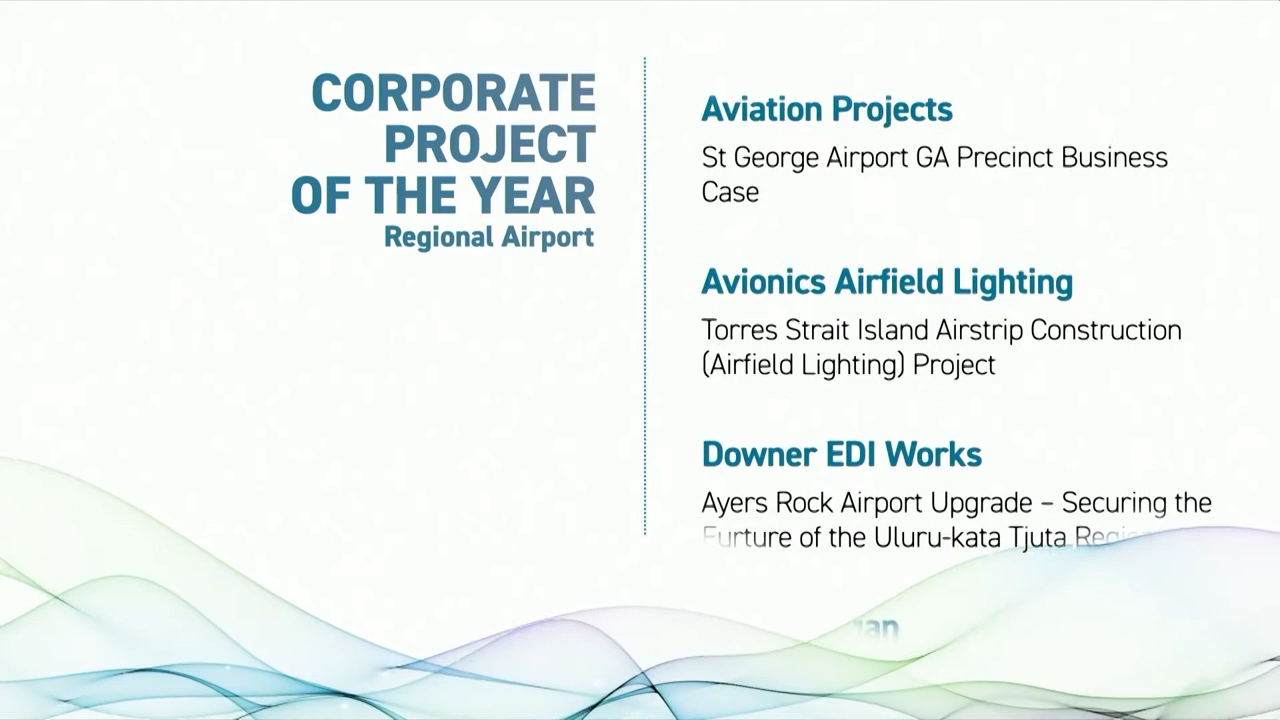 CORPORATE
PROJECT
OF THE YEAR
Regional Airport
Aviation Projects
St George Airport GA Precinct Business
Case
Avionics Airfield Lighting
Torres Strait Island Airstrip Construction
(Airfield Lighting) Project
Downer EDI Works
Ayers Rock Airport Upgrade – Securing the
Furture of the Uluru-kata Tjuta